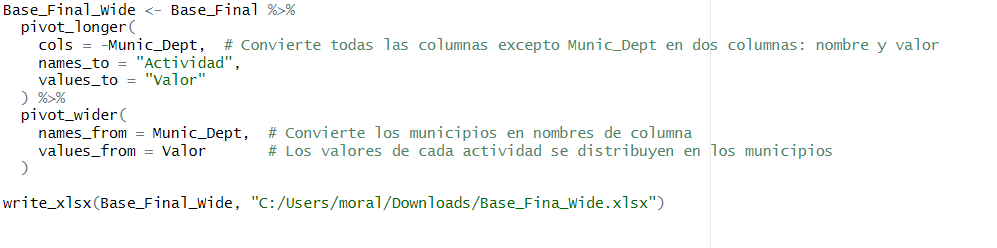 Base_Final_Wide <- Base_Final %>%
  pivot_longer(
    cols = -Munic_Dept,  # Convierte todas las columnas excepto Munic_Dept en dos columnas: nombre y valor
    names_to = "Actividad",
    values_to = "Valor"
  ) %>%
  pivot_wider(
    names_from = Munic_Dept,  # Convierte los municipios en nombres de columna
    values_from = Valor       # Los valores de cada actividad se distribuyen en los municipios
  )
write_xlsx(Base_Final_Wide, "C:/Users/moral/Downloads/Base_Fina_Wide.xlsx")